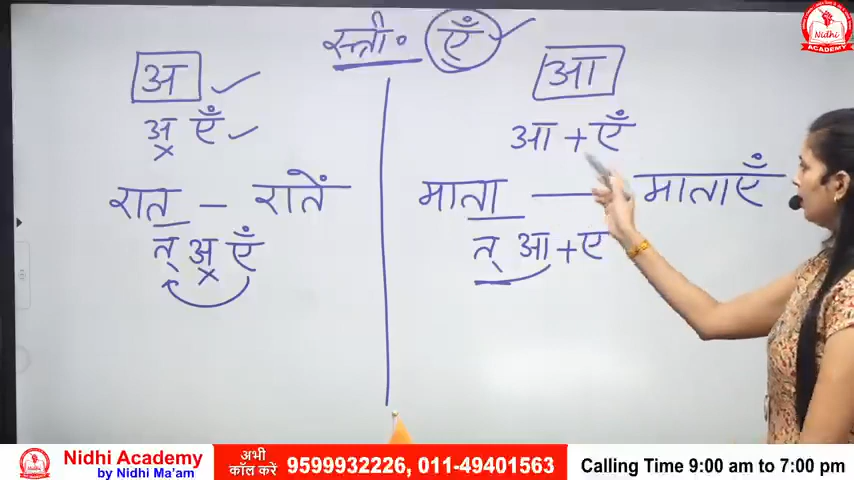 स्त्री॰ एँ
अ
अ एँ
रात – रातें
त् अ एँ
आ
आ + एँ
माता — माताएँ
त् आ + ए
Nidhi
ACADEMY
Nidhi Academy
by Nidhi Ma'am
अभी
कॉल करें
9599932226, 011-49401563
Calling Time 9:00 am to 7:00 pm